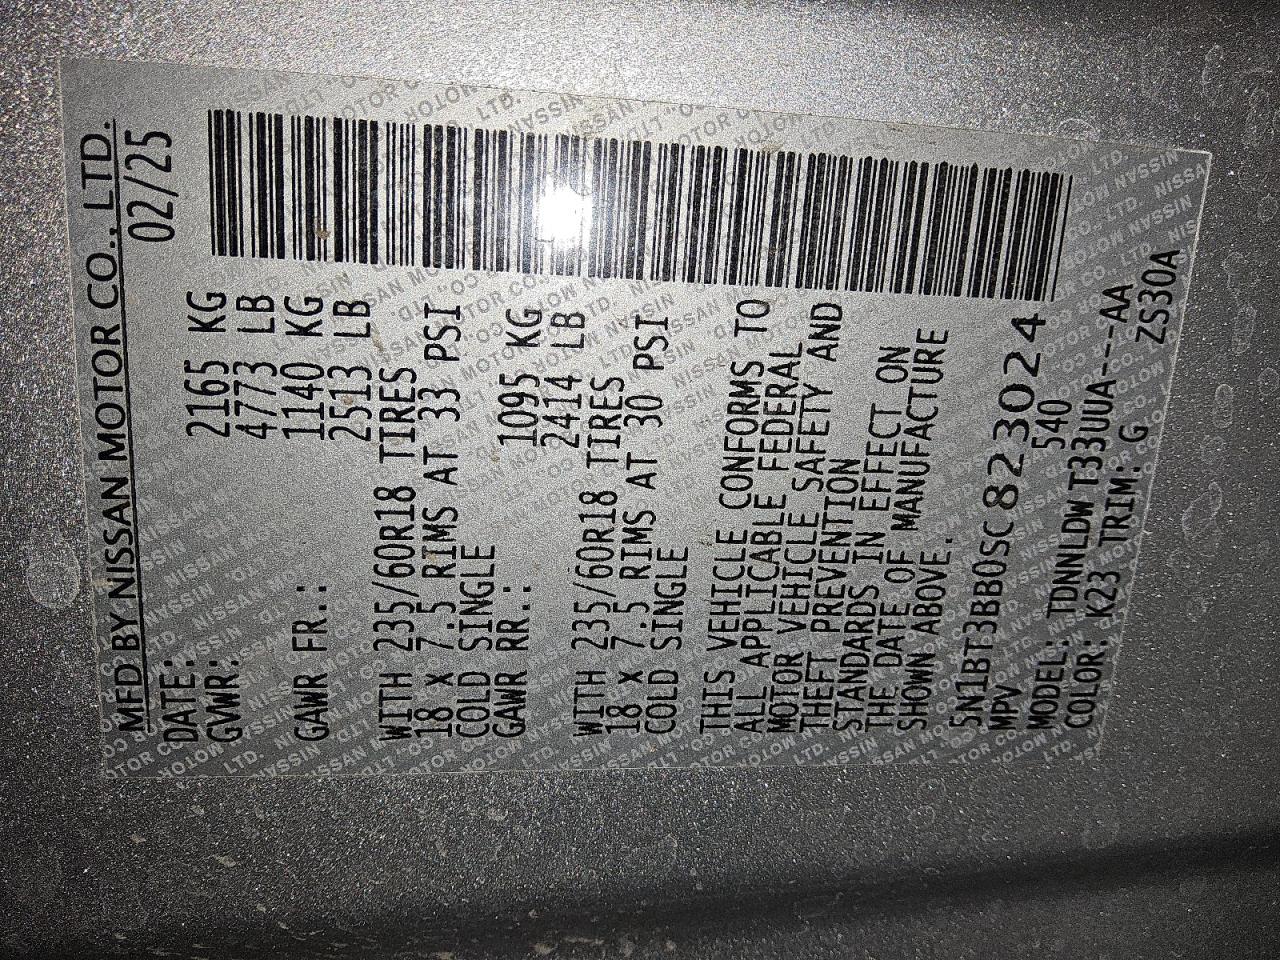 MFD BY NISSAN MOTOR CO., LTD.
DATE: 02/25
GVWR: 2165 KG
4773 LB
GAWR FR.: 1140 KG
2513 LB
WITH 235/60R18 TIRES
18 X 7.5 RIMS AT 33 PSI
COLD SINGLE
GAWR RR.: 1095 KG
2414 LB
WITH 235/60R18 TIRES
18 X 7.5 RIMS AT 30 PSI
COLD SINGLE
THIS VEHICLE CONFORMS TO
ALL APPLICABLE FEDERAL
MOTOR VEHICLE SAFETY AND
THEFT PREVENTION
STANDARDS IN EFFECT ON
THE DATE OF MANUFACTURE
SHOWN ABOVE.
5N1BT3BB0SC823024
MPV 540
MODEL: TDNNNLDWT33UUA---AA
COLOR: K23 TRIM: G ZS30A